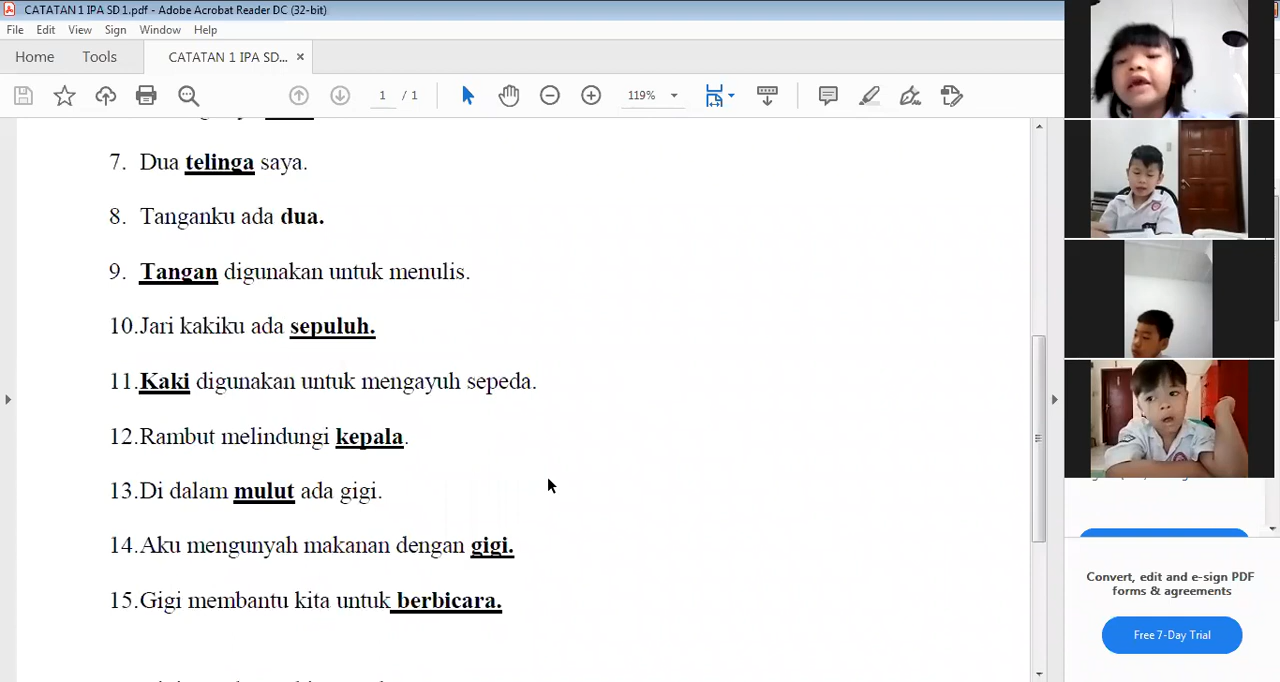 CATATAN 1 IPA SD 1.pdf - Adobe Acrobat Reader DC (32-bit)
File Edit View Sign Window Help
Home Tools CATATAN 1 IPA SD... ×
1 / 1 119%
7. Dua telinga saya.
8. Tanganku ada dua.
9. Tangan digunakan untuk menulis.
10.Jari kakiku ada sepuluh.
11.Kaki digunakan untuk mengayuh sepeda.
12.Rambut melindungi kepala.
13.Di dalam mulut ada gigi.
14.Aku mengunyah makanan dengan gigi.
15.Gigi membantu kita untuk berbicara.
Convert, edit and e-sign PDF
forms & agreements
Free 7-Day Trial